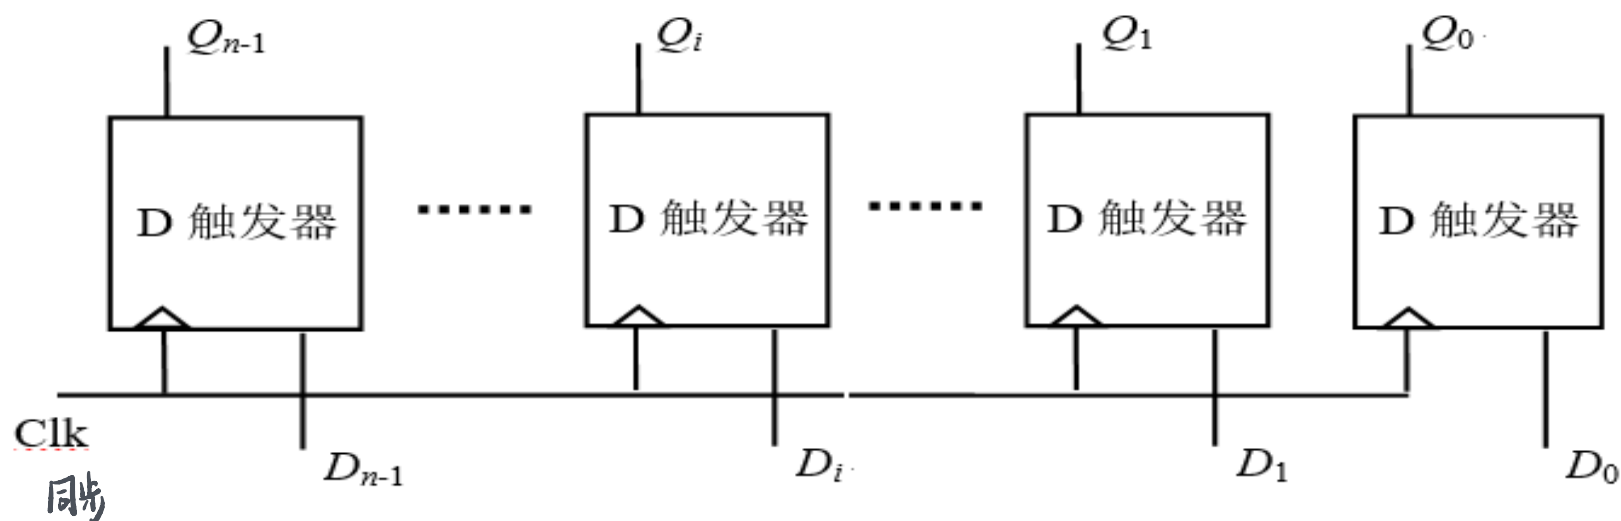 Qn-1 Qi Q1 Q0
D 触发器 D 触发器 D 触发器 D 触发器
Clk
Dn-1 Di D1 D0
同步